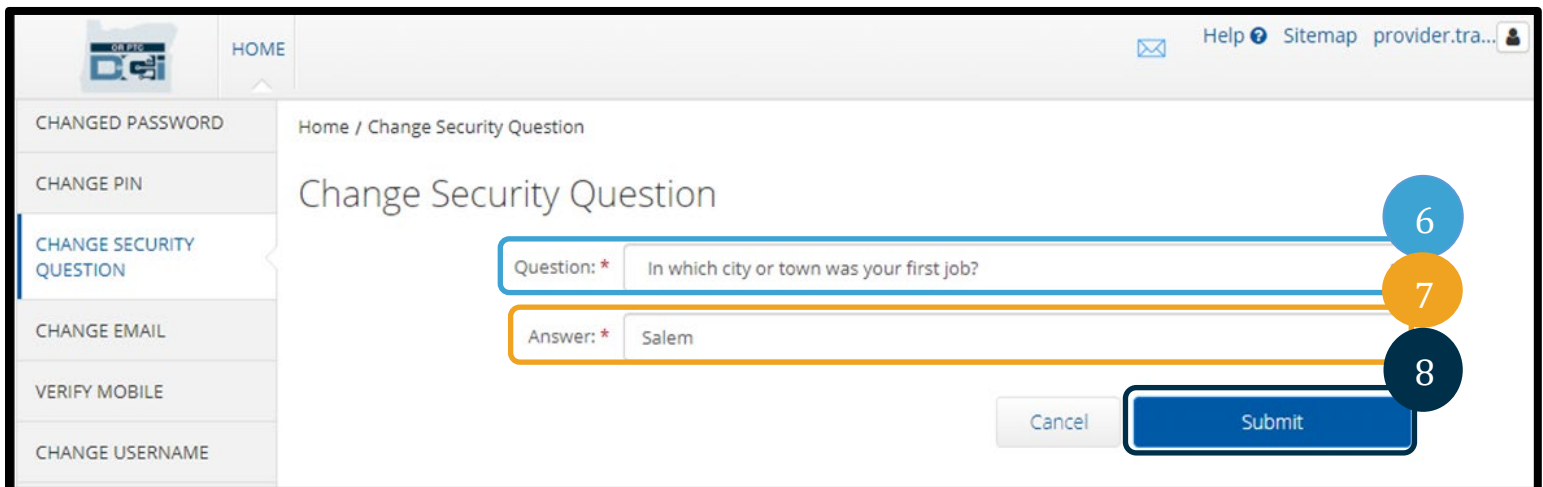 OR PTC
DCi
HOME
Help ? Sitemap provider.tra...
CHANGED PASSWORD
CHANGE PIN
CHANGE SECURITY
QUESTION
CHANGE EMAIL
VERIFY MOBILE
CHANGE USERNAME
Home / Change Security Question
Change Security Question
6
Question: * In which city or town was your first job?
7
Answer: * Salem
8
Cancel Submit